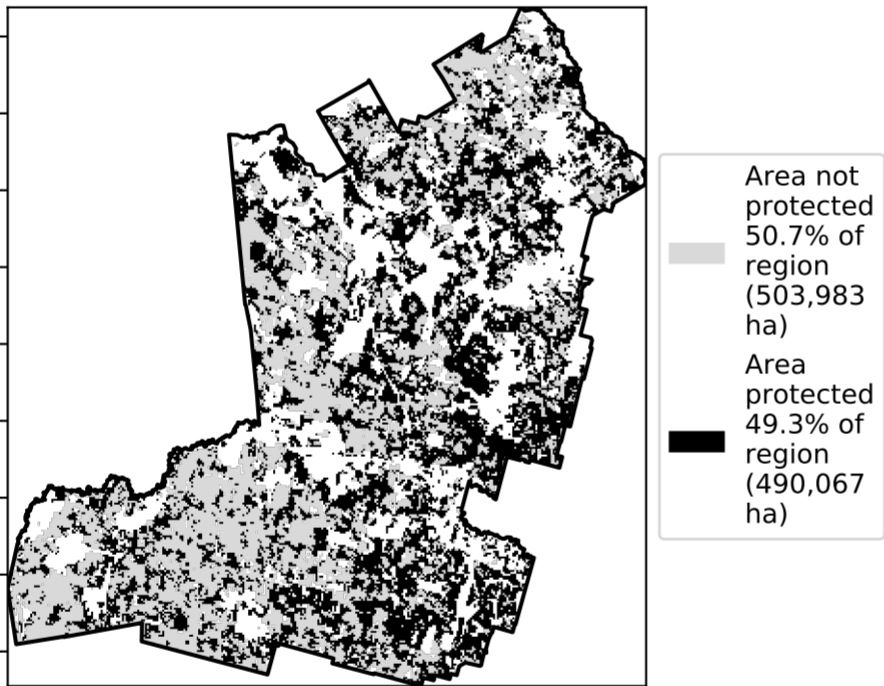 Area not
protected
50.7% of
region
(503,983
ha)
Area
protected
49.3% of
region
(490,067
ha)